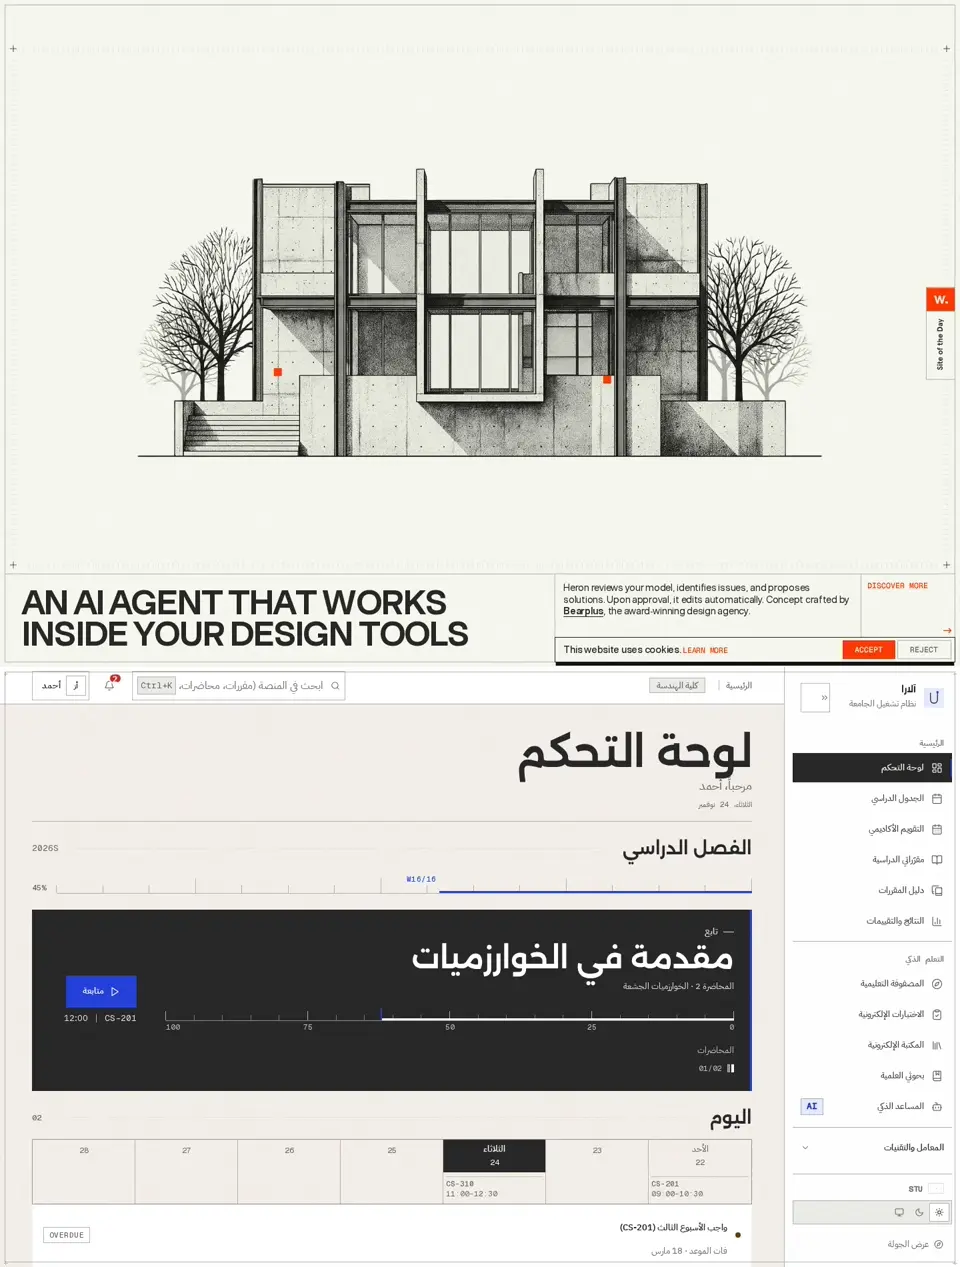 W.
Site of the Day
AN AI AGENT THAT WORKS
INSIDE YOUR DESIGN TOOLS
Heron reviews your model, identifies issues, and proposes
solutions. Upon approval, it edits automatically. Concept crafted by
Bearplus, the award-winning design agency.
DISCOVER MORE
This website uses cookies. LEARN MORE
ACCEPT
REJECT
آلارا
نظام تشغيل الجامعة
الرئيسية
كلية الهندسة
ابحث في المنصة (مقررات، محاضرات،
Ctrl+K
2
أر
أحمد
الرئيسية
لوحة التحكم
الجدول الدراسي
التقويم الأكاديمي
مقرّراتي الدراسية
دليل المقررات
النتائج والتقييمات
التعلم الذكي
المصفوفة التعليمية
الاختبارات الإلكترونية
المكتبة الإلكترونية
بحوثي العلمية
المساعد الذكي
AI
المعامل والتقنيات
STU
عرض الجولة
لوحة التحكم
مرحباً، أحمد
الثلاثاء، 24 نوفمبر
الفصل الدراسي
2026S
W16/16
45%
— تابع
مقدمة في الخوارزميات
المحاضرة 2 - الخوارزميات الجشعة
متابعة
12:00 | CS-201
0
25
50
75
100
المحاضرات
01/02
اليوم
02
الأحد
22
CS-201
09:00-10:30
23
الثلاثاء
24
CS-310
11:00-12:30
25
26
27
28
واجب الأسبوع الثالث (CS-201)
فات الموعد · 18 مارس
OVERDUE